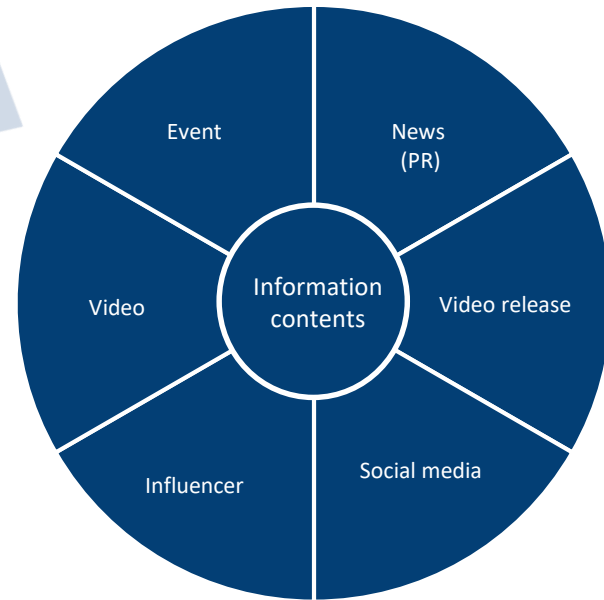 Event
News
(PR)
Video
Information
contents
Video release
Influencer
Social media